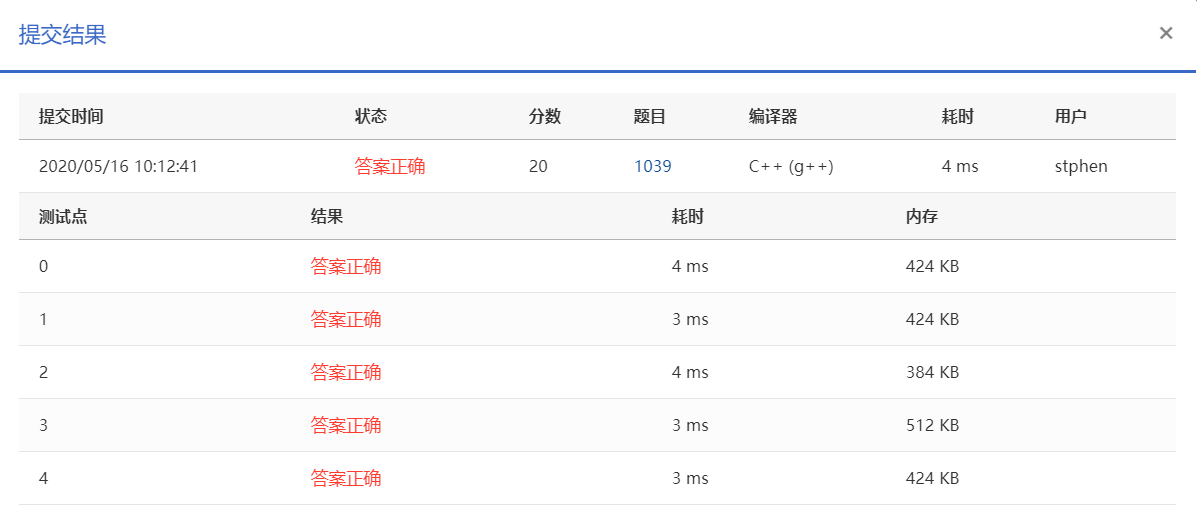 提交结果 ×
提交时间 状态 分数 题目 编译器 耗时 用户
2020/05/16 10:12:41 答案正确 20 1039 C++ (g++) 4 ms stphen
测试点 结果 耗时 内存
0 答案正确 4 ms 424 KB
1 答案正确 3 ms 424 KB
2 答案正确 4 ms 384 KB
3 答案正确 3 ms 512 KB
4 答案正确 3 ms 424 KB